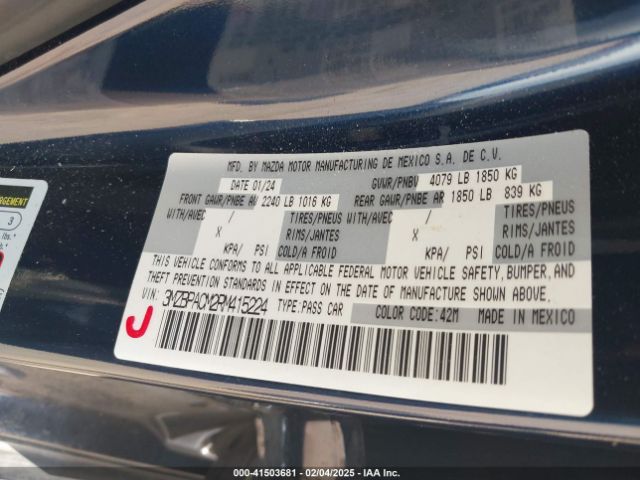 MFD. BY MAZDA MOTOR MANUFACTURING DE MEXICO S.A. DE C.V.
DATE 01/24 GVWR/PNBV 4079 LB 1850 KG
FRONT GAWR/PNBE AV 2240 LB 1016 KG REAR GAWR/PNBE AR 1850 LB 839 KG
WITH/AVEC / TIRES/PNEUS WITH/AVEC / TIRES/PNEUS
X RIMS/JANTES X RIMS/JANTES
KPA/ PSI COLD/A FROID KPA/ PSI COLD/A FROID
THIS VEHICLE CONFORMS TO ALL APPLICABLE FEDERAL MOTOR VEHICLE SAFETY, BUMPER, AND
THEFT PREVENTION STANDARDS IN EFFECT ON THE DATE OF MANUFACTURE SHOWN ABOVE.
VIN: 3MZBPACM2RM415224 TYPE: PASS CAR COLOR CODE: 42M MADE IN MEXICO
J
3
lbs.
000-41503681 - 02/04/2025 - IAA Inc.